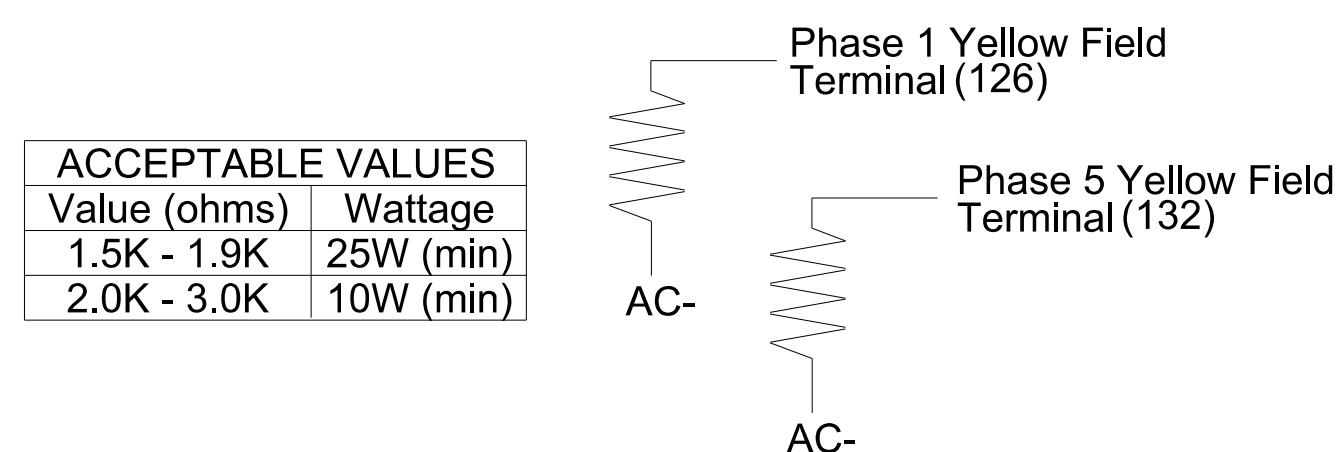 ACCEPTABLE VALUES
Value (ohms) Wattage
1.5K - 1.9K 25W (min)
2.0K - 3.0K 10W (min)
Phase 1 Yellow Field
Terminal (126)
AC-
Phase 5 Yellow Field
Terminal (132)
AC-